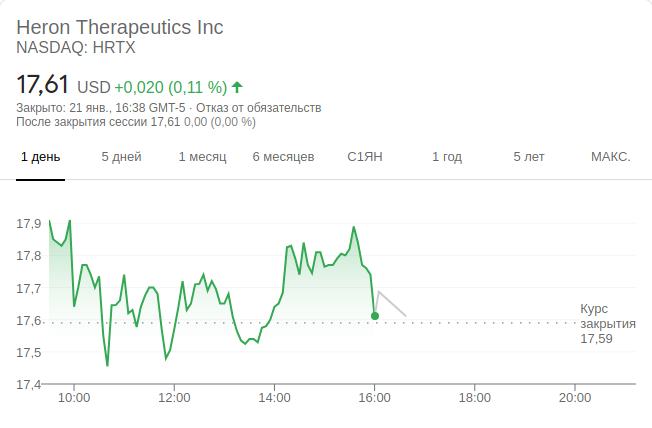 Heron Therapeutics Inc
NASDAQ: HRTX
17,61 USD +0,020 (0,11 %)
Закрыто: 21 янв., 16:38 GMT-5 · Отказ от обязательств
После закрытия сессии 17,61 0,00 (0,00 %)
1 день 5 дней 1 месяц 6 месяцев С1ЯН 1 год 5 лет МАКС.
17,9
17,8
17,7
17,6
17,5
17,4
Курс
закрытия
17,59
10:00 12:00 14:00 16:00 18:00 20:00